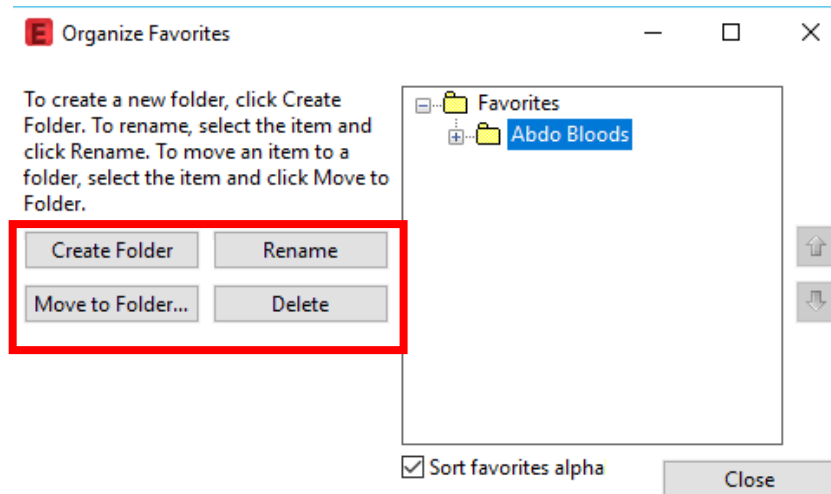 E Organize Favorites
To create a new folder, click Create
Folder. To rename, select the item and
click Rename. To move an item to a
folder, select the item and click Move to
Folder.
Create Folder
Rename
Move to Folder...
Delete
Favorites
Abdo Bloods
Sort favorites alpha
Close